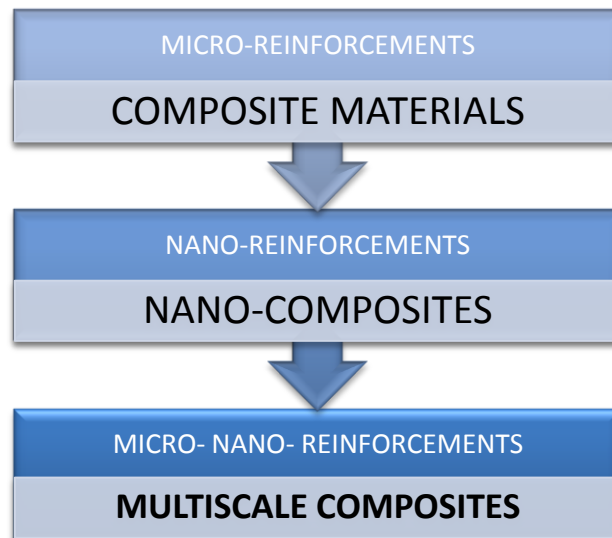 MICRO-REINFORCEMENTS
COMPOSITE MATERIALS
NANO-REINFORCEMENTS
NANO-COMPOSITES
MICRO- NANO- REINFORCEMENTS
MULTISCALE COMPOSITES